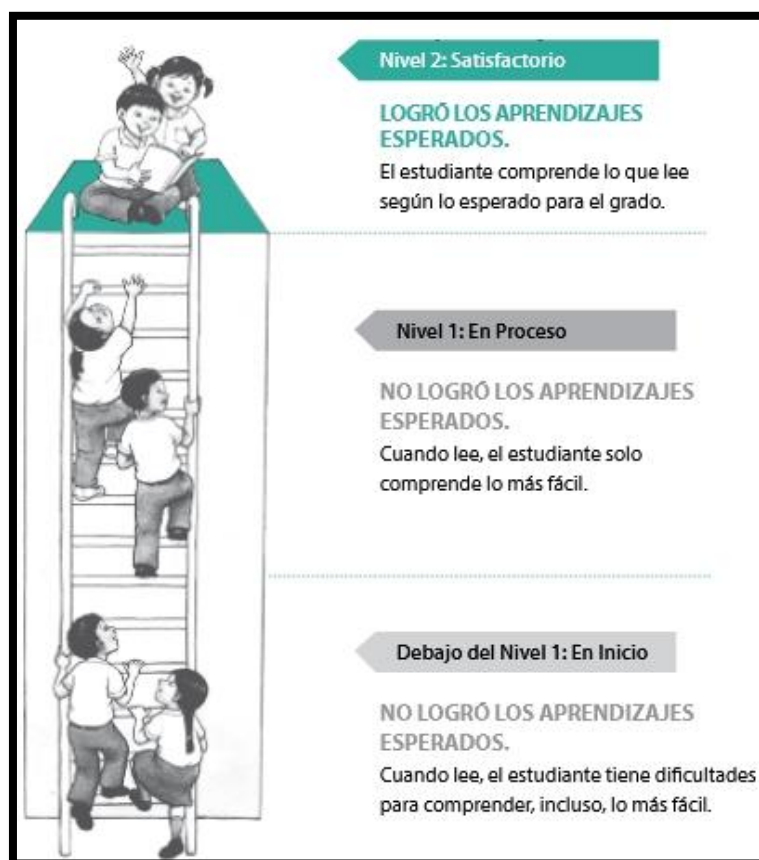 Nivel 2: Satisfactorio
LOGRÓ LOS APRENDIZAJES
ESPERADOS.
El estudiante comprende lo que lee
según lo esperado para el grado.
Nivel 1: En Proceso
NO LOGRÓ LOS APRENDIZAJES
ESPERADOS.
Cuando lee, el estudiante solo
comprende lo más fácil.
Debajo del Nivel 1: En Inicio
NO LOGRÓ LOS APRENDIZAJES
ESPERADOS.
Cuando lee, el estudiante tiene dificultades
para comprender, incluso, lo más fácil.